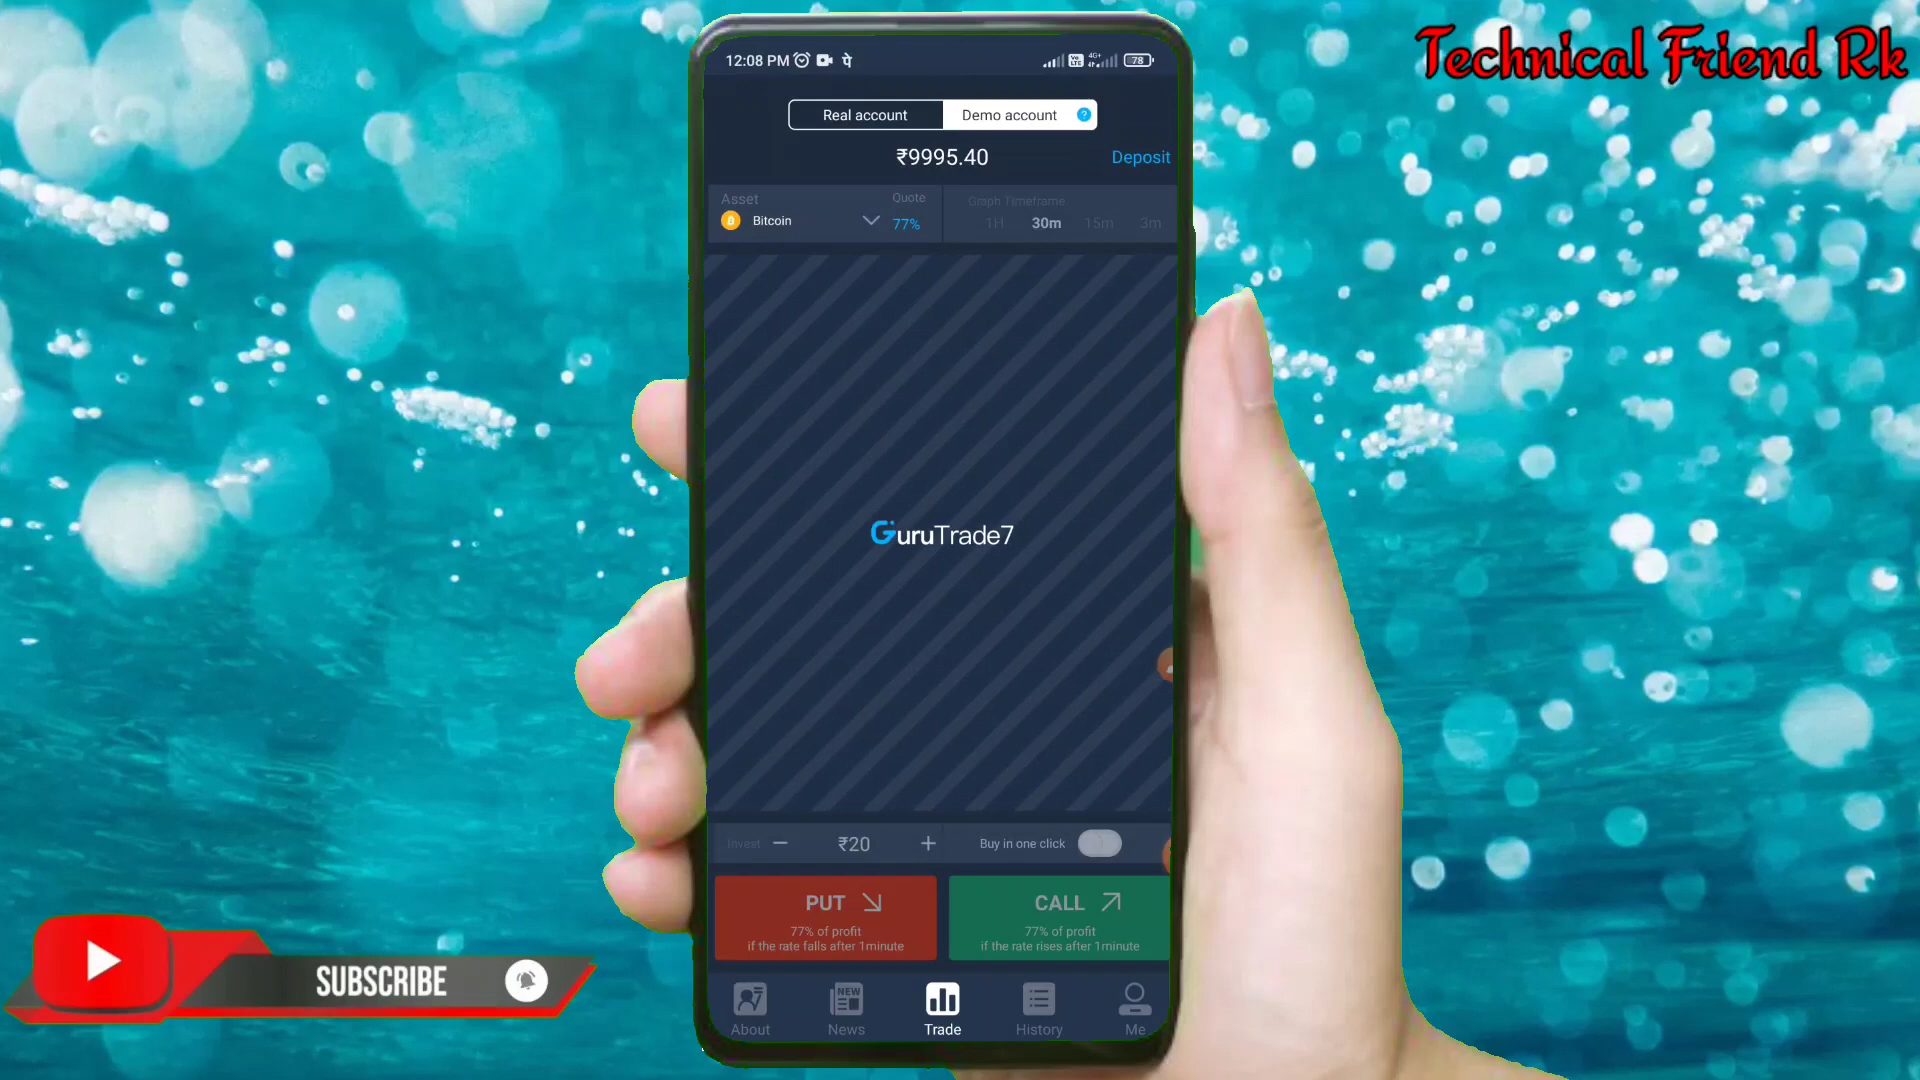 Technical Friend Rk
12:08 PM
Vo LTE 4G+ 78
Real account Demo account ?
₹9995.40 Deposit
Asset Quote Graph Timeframe
Bitcoin 77% 1H 30m 15m 3m
GuruTrade7
Invest − ₹20 + Buy in one click
PUT CALL
77% of profit 77% of profit
if the rate falls after 1minute if the rate rises after 1minute
SUBSCRIBE
NEW
About News Trade History Me